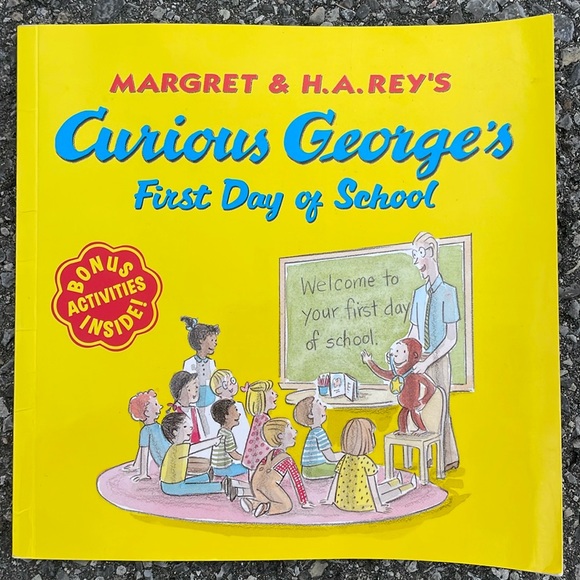 MARGRET & H.A.REY'S
Curious George's
First Day of School
BONUS
ACTIVITIES
INSIDE!
Welcome to
your first day
of school.